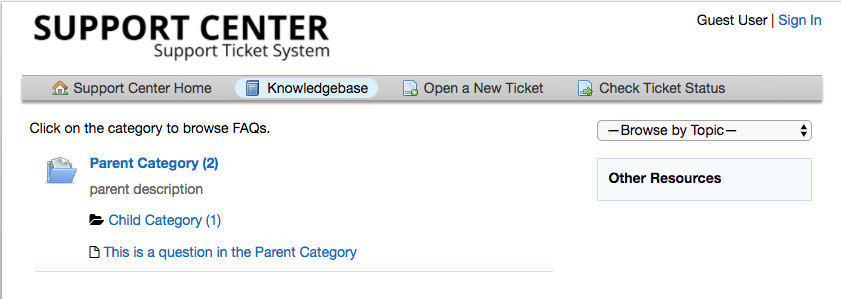 SUPPORT CENTER
Support Ticket System
Guest User | Sign In
Support Center Home Knowledgebase Open a New Ticket Check Ticket Status
Click on the category to browse FAQs.
—Browse by Topic—
Parent Category (2)
parent description
Child Category (1)
This is a question in the Parent Category
Other Resources